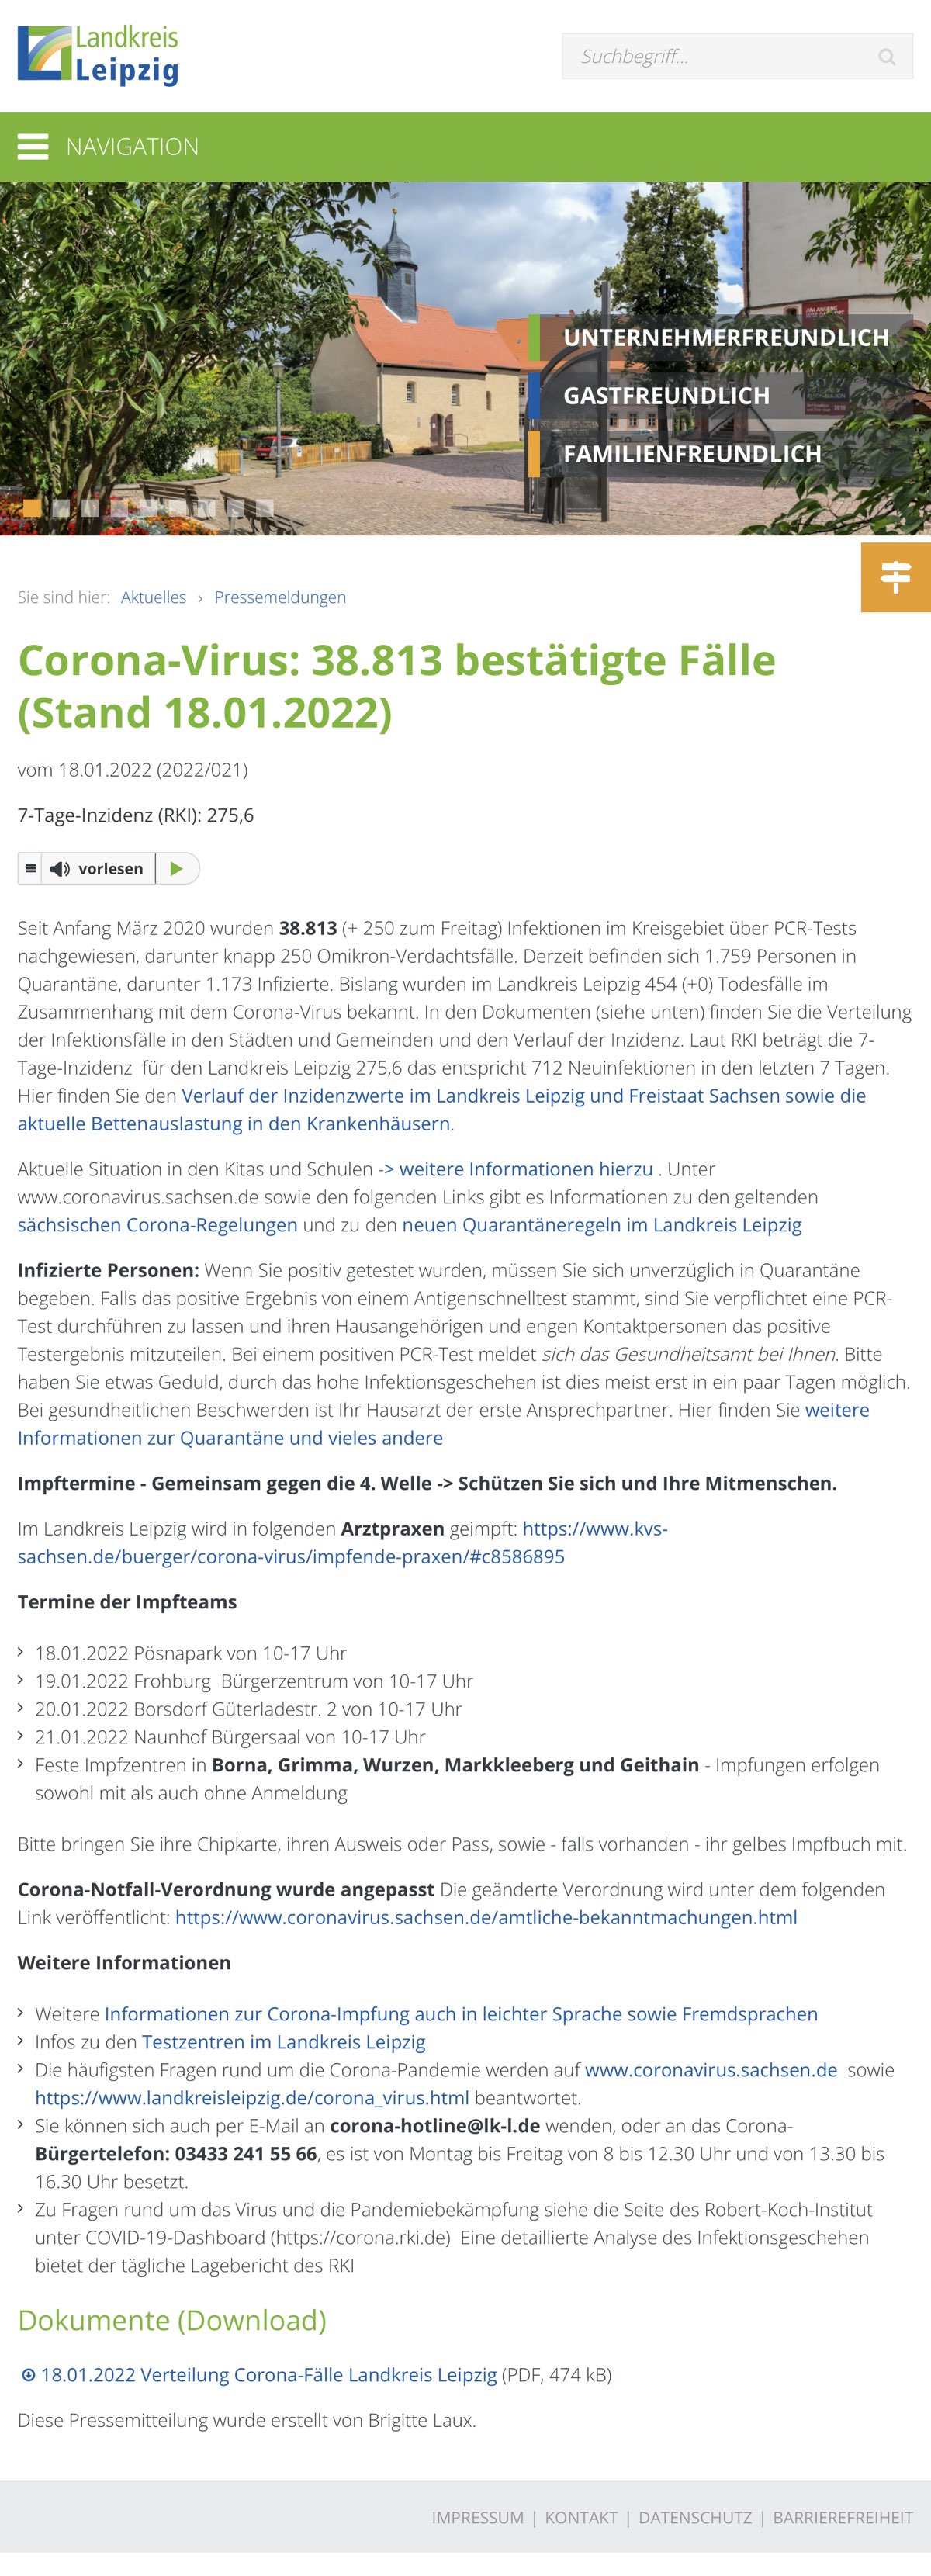 Landkreis
Leipzig
Suchbegriff...
NAVIGATION
UNTERNEHMERFREUNDLICH
GASTFREUNDLICH
FAMILIENFREUNDLICH
Sie sind hier: Aktuelles › Pressemeldungen
Corona-Virus: 38.813 bestätigte Fälle
(Stand 18.01.2022)
vom 18.01.2022 (2022/021)
7-Tage-Inzidenz (RKI): 275,6
vorlesen
Seit Anfang März 2020 wurden 38.813 (+ 250 zum Freitag) Infektionen im Kreisgebiet über PCR-Tests
nachgewiesen, darunter knapp 250 Omikron-Verdachtsfälle. Derzeit befinden sich 1.759 Personen in
Quarantäne, darunter 1.173 Infizierte. Bislang wurden im Landkreis Leipzig 454 (+0) Todesfälle im
Zusammenhang mit dem Corona-Virus bekannt. In den Dokumenten (siehe unten) finden Sie die Verteilung
der Infektionsfälle in den Städten und Gemeinden und den Verlauf der Inzidenz. Laut RKI beträgt die 7-
Tage-Inzidenz  für den Landkreis Leipzig 275,6 das entspricht 712 Neuinfektionen in den letzten 7 Tagen.
Hier finden Sie den Verlauf der Inzidenzwerte im Landkreis Leipzig und Freistaat Sachsen sowie die
aktuelle Bettenauslastung in den Krankenhäusern.
Aktuelle Situation in den Kitas und Schulen -> weitere Informationen hierzu . Unter
www.coronavirus.sachsen.de sowie den folgenden Links gibt es Informationen zu den geltenden
sächsischen Corona-Regelungen und zu den neuen Quarantäneregeln im Landkreis Leipzig
Infizierte Personen: Wenn Sie positiv getestet wurden, müssen Sie sich unverzüglich in Quarantäne
begeben. Falls das positive Ergebnis von einem Antigenschnelltest stammt, sind Sie verpflichtet eine PCR-
Test durchführen zu lassen und ihren Hausangehörigen und engen Kontaktpersonen das positive
Testergebnis mitzuteilen. Bei einem positiven PCR-Test meldet sich das Gesundheitsamt bei Ihnen. Bitte
haben Sie etwas Geduld, durch das hohe Infektionsgeschehen ist dies meist erst in ein paar Tagen möglich.
Bei gesundheitlichen Beschwerden ist Ihr Hausarzt der erste Ansprechpartner. Hier finden Sie weitere
Informationen zur Quarantäne und vieles andere
Impftermine - Gemeinsam gegen die 4. Welle -> Schützen Sie sich und Ihre Mitmenschen.
Im Landkreis Leipzig wird in folgenden Arztpraxen geimpft: https://www.kvs-
sachsen.de/buerger/corona-virus/impfende-praxen/#c8586895
Termine der Impfteams
18.01.2022 Pösnapark von 10-17 Uhr
19.01.2022 Frohburg  Bürgerzentrum von 10-17 Uhr
20.01.2022 Borsdorf Güterladestr. 2 von 10-17 Uhr
21.01.2022 Naunhof Bürgersaal von 10-17 Uhr
Feste Impfzentren in Borna, Grimma, Wurzen, Markkleeberg und Geithain - Impfungen erfolgen
sowohl mit als auch ohne Anmeldung
Bitte bringen Sie ihre Chipkarte, ihren Ausweis oder Pass, sowie - falls vorhanden - ihr gelbes Impfbuch mit.
Corona-Notfall-Verordnung wurde angepasst Die geänderte Verordnung wird unter dem folgenden
Link veröffentlicht: https://www.coronavirus.sachsen.de/amtliche-bekanntmachungen.html
Weitere Informationen
Weitere Informationen zur Corona-Impfung auch in leichter Sprache sowie Fremdsprachen
Infos zu den Testzentren im Landkreis Leipzig
Die häufigsten Fragen rund um die Corona-Pandemie werden auf www.coronavirus.sachsen.de  sowie
https://www.landkreisleipzig.de/corona_virus.html beantwortet.
Sie können sich auch per E-Mail an corona-hotline@lk-l.de wenden, oder an das Corona-
Bürgertelefon: 03433 241 55 66, es ist von Montag bis Freitag von 8 bis 12.30 Uhr und von 13.30 bis
16.30 Uhr besetzt.
Zu Fragen rund um das Virus und die Pandemiebekämpfung siehe die Seite des Robert-Koch-Institut
unter COVID-19-Dashboard (https://corona.rki.de)  Eine detaillierte Analyse des Infektionsgeschehen
bietet der tägliche Lagebericht des RKI
Dokumente (Download)
18.01.2022 Verteilung Corona-Fälle Landkreis Leipzig (PDF, 474 kB)
Diese Pressemitteilung wurde erstellt von Brigitte Laux.
IMPRESSUM | KONTAKT | DATENSCHUTZ | BARRIEREFREIHEIT